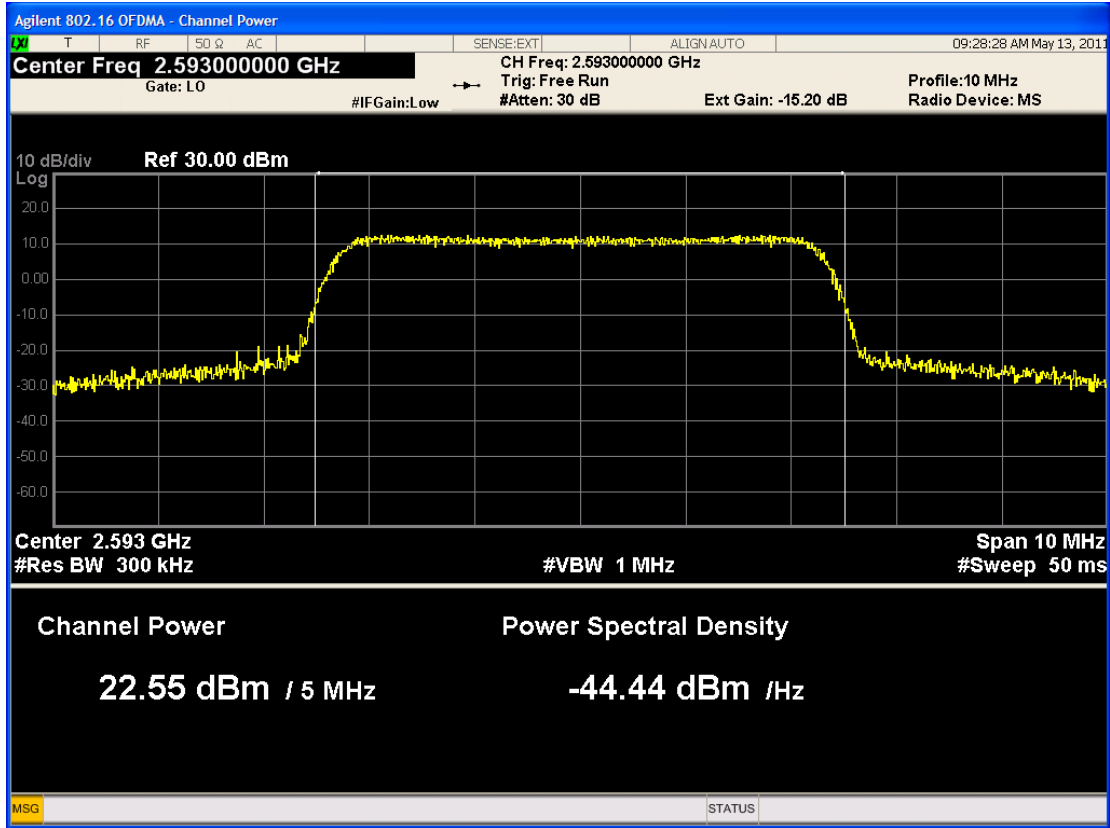 Agilent 802.16 OFDMA - Channel Power
LXI T RF 50 Ω AC SENSE:EXT ALIGN AUTO 09:28:28 AM May 13, 2011
Center Freq 2.593000000 GHz
CH Freq: 2.593000000 GHz
Gate: LO
Trig: Free Run
Profile:10 MHz
#IFGain:Low
#Atten: 30 dB
Ext Gain: -15.20 dB
Radio Device: MS
10 dB/div Ref 30.00 dBm
Log
20.0
10.0
0.00
-10.0
-20.0
-30.0
-40.0
-50.0
-60.0
Center 2.593 GHz Span 10 MHz
#Res BW 300 kHz #VBW 1 MHz #Sweep 50 ms
Channel Power Power Spectral Density
22.55 dBm / 5 MHz -44.44 dBm /Hz
MSG STATUS